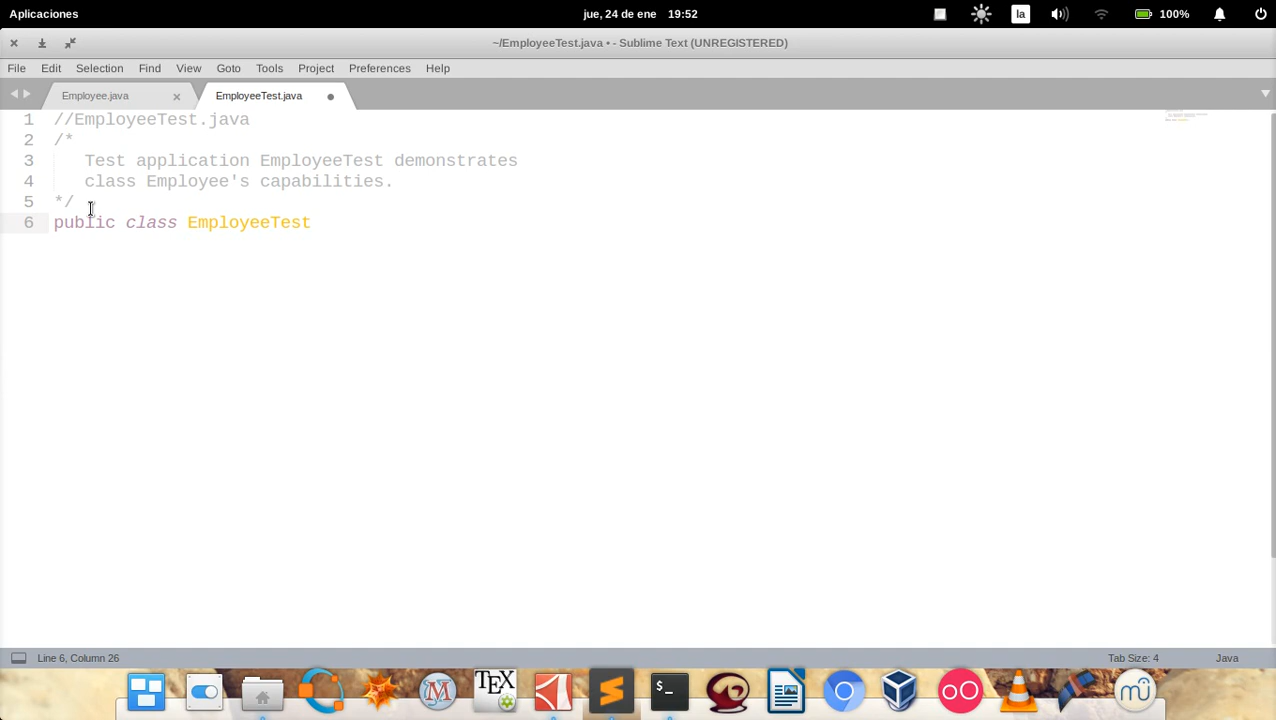 Aplicaciones
jue, 24 de ene 19:52
la
100%
~/EmployeeTest.java • - Sublime Text (UNREGISTERED)
File Edit Selection Find View Goto Tools Project Preferences Help
Employee.java
EmployeeTest.java
1 //EmployeeTest.java
2 /*
3 Test application EmployeeTest demonstrates
4 class Employee's capabilities.
5 */
6 public class EmployeeTest
Line 6, Column 26
Tab Size: 4
Java
TEX
>_
M
mü